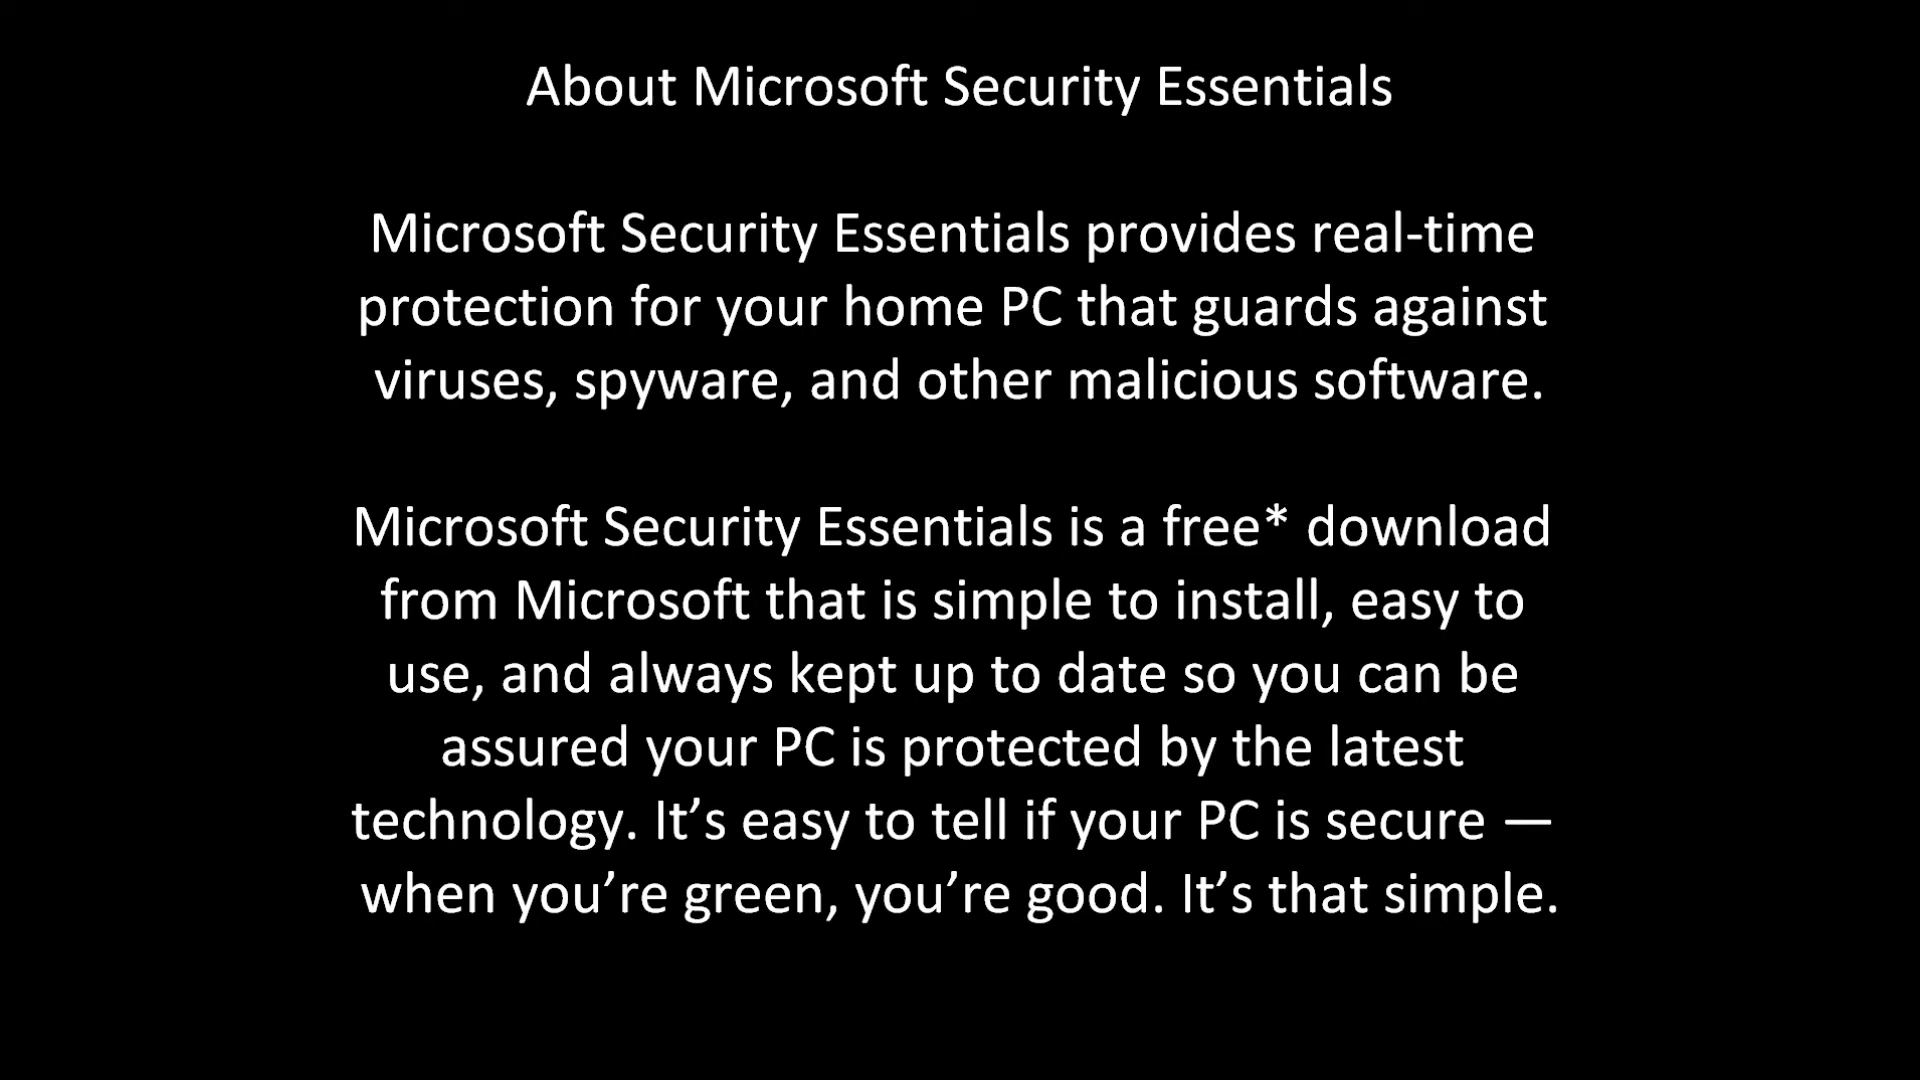 About Microsoft Security Essentials
Microsoft Security Essentials provides real-time
protection for your home PC that guards against
viruses, spyware, and other malicious software.
Microsoft Security Essentials is a free* download
from Microsoft that is simple to install, easy to
use, and always kept up to date so you can be
assured your PC is protected by the latest
technology. It’s easy to tell if your PC is secure —
when you’re green, you’re good. It’s that simple.